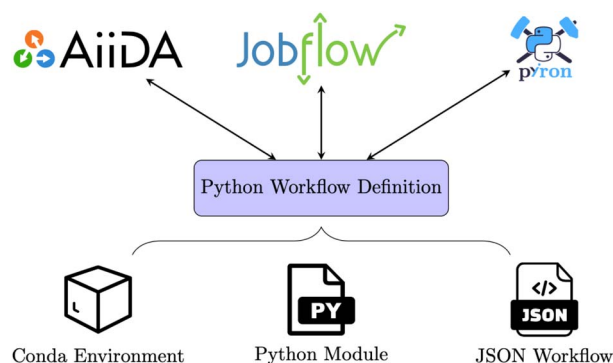 AiiDA
Jobflow
pyiron
Python Workflow Definition
PY
</>
JSON
Conda Environment
Python Module
JSON Workflow